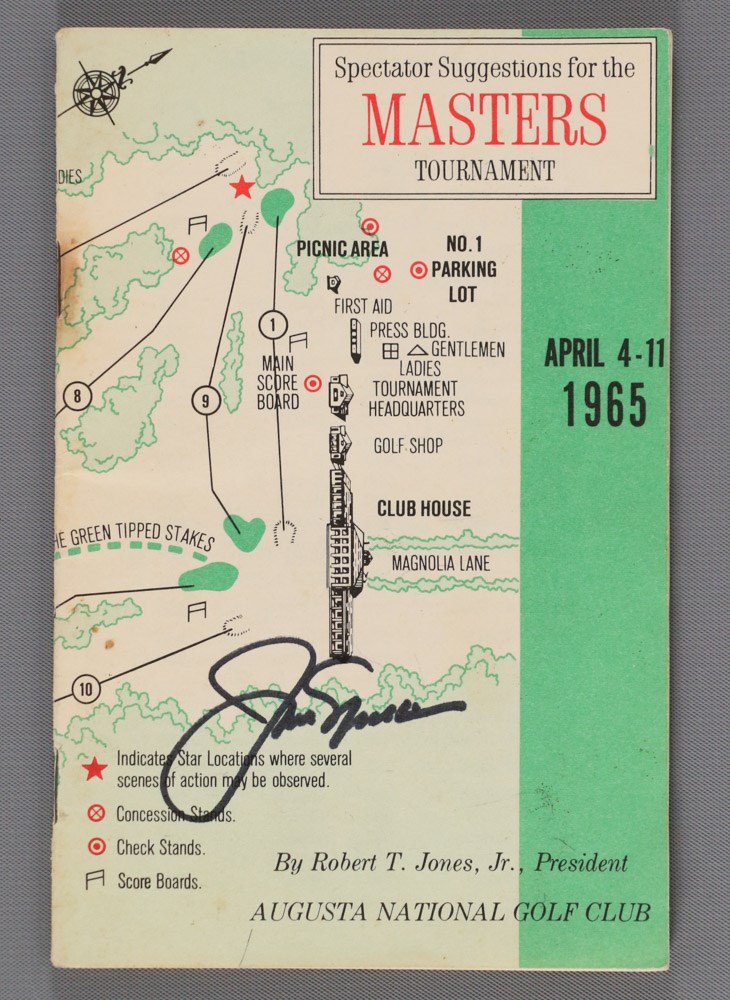 Spectator Suggestions for the
MASTERS
TOURNAMENT
DIES
PICNIC AREA
NO. 1
PARKING
LOT
FIRST AID
PRESS BLDG.
GENTLEMEN
LADIES
1
MAIN
SCORE
BOARD
TOURNAMENT
HEADQUARTERS
APRIL 4-11
1965
8
9
GOLF SHOP
CLUB HOUSE
HE GREEN TIPPED STAKES
MAGNOLIA LANE
10
Indicates Star Locations where several
scenes of action may be observed.
Concession Stands.
Check Stands.
Score Boards.
By Robert T. Jones, Jr., President
AUGUSTA NATIONAL GOLF CLUB